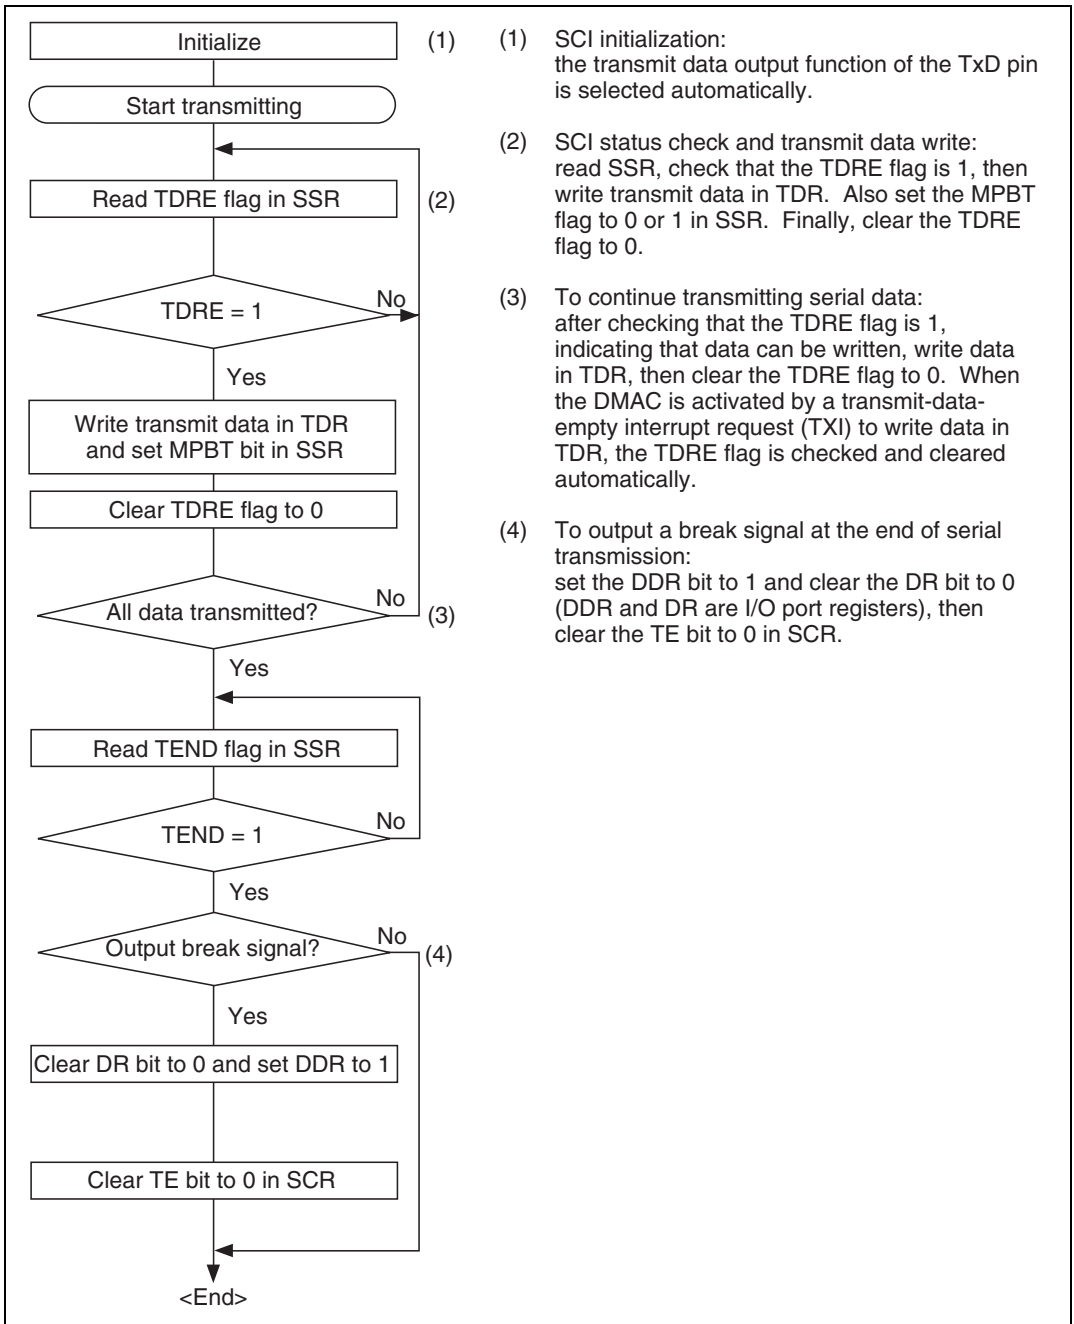 Initialize
(1)
Start transmitting
Read TDRE flag in SSR
(2)
TDRE = 1
No
Yes
Write transmit data in TDR
and set MPBT bit in SSR
Clear TDRE flag to 0
All data transmitted?
No
(3)
Yes
Read TEND flag in SSR
TEND = 1
No
Yes
Output break signal?
No
(4)
Yes
Clear DR bit to 0 and set DDR to 1
Clear TE bit to 0 in SCR
<End>
(1) SCI initialization:
the transmit data output function of the TxD pin
is selected automatically.
(2) SCI status check and transmit data write:
read SSR, check that the TDRE flag is 1, then
write transmit data in TDR. Also set the MPBT
flag to 0 or 1 in SSR. Finally, clear the TDRE
flag to 0.
(3) To continue transmitting serial data:
after checking that the TDRE flag is 1,
indicating that data can be written, write data
in TDR, then clear the TDRE flag to 0. When
the DMAC is activated by a transmit-data-
empty interrupt request (TXI) to write data in
TDR, the TDRE flag is checked and cleared
automatically.
(4) To output a break signal at the end of serial
transmission:
set the DDR bit to 1 and clear the DR bit to 0
(DDR and DR are I/O port registers), then
clear the TE bit to 0 in SCR.